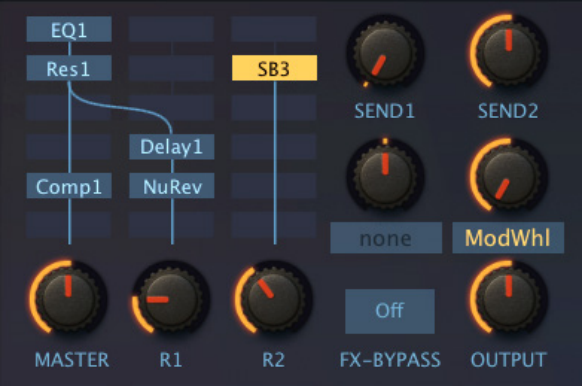 EQ1
Res1
SB3
Delay1
Comp1
NuRev
SEND1
SEND2
none
ModWhl
Off
MASTER
R1
R2
FX-BYPASS
OUTPUT